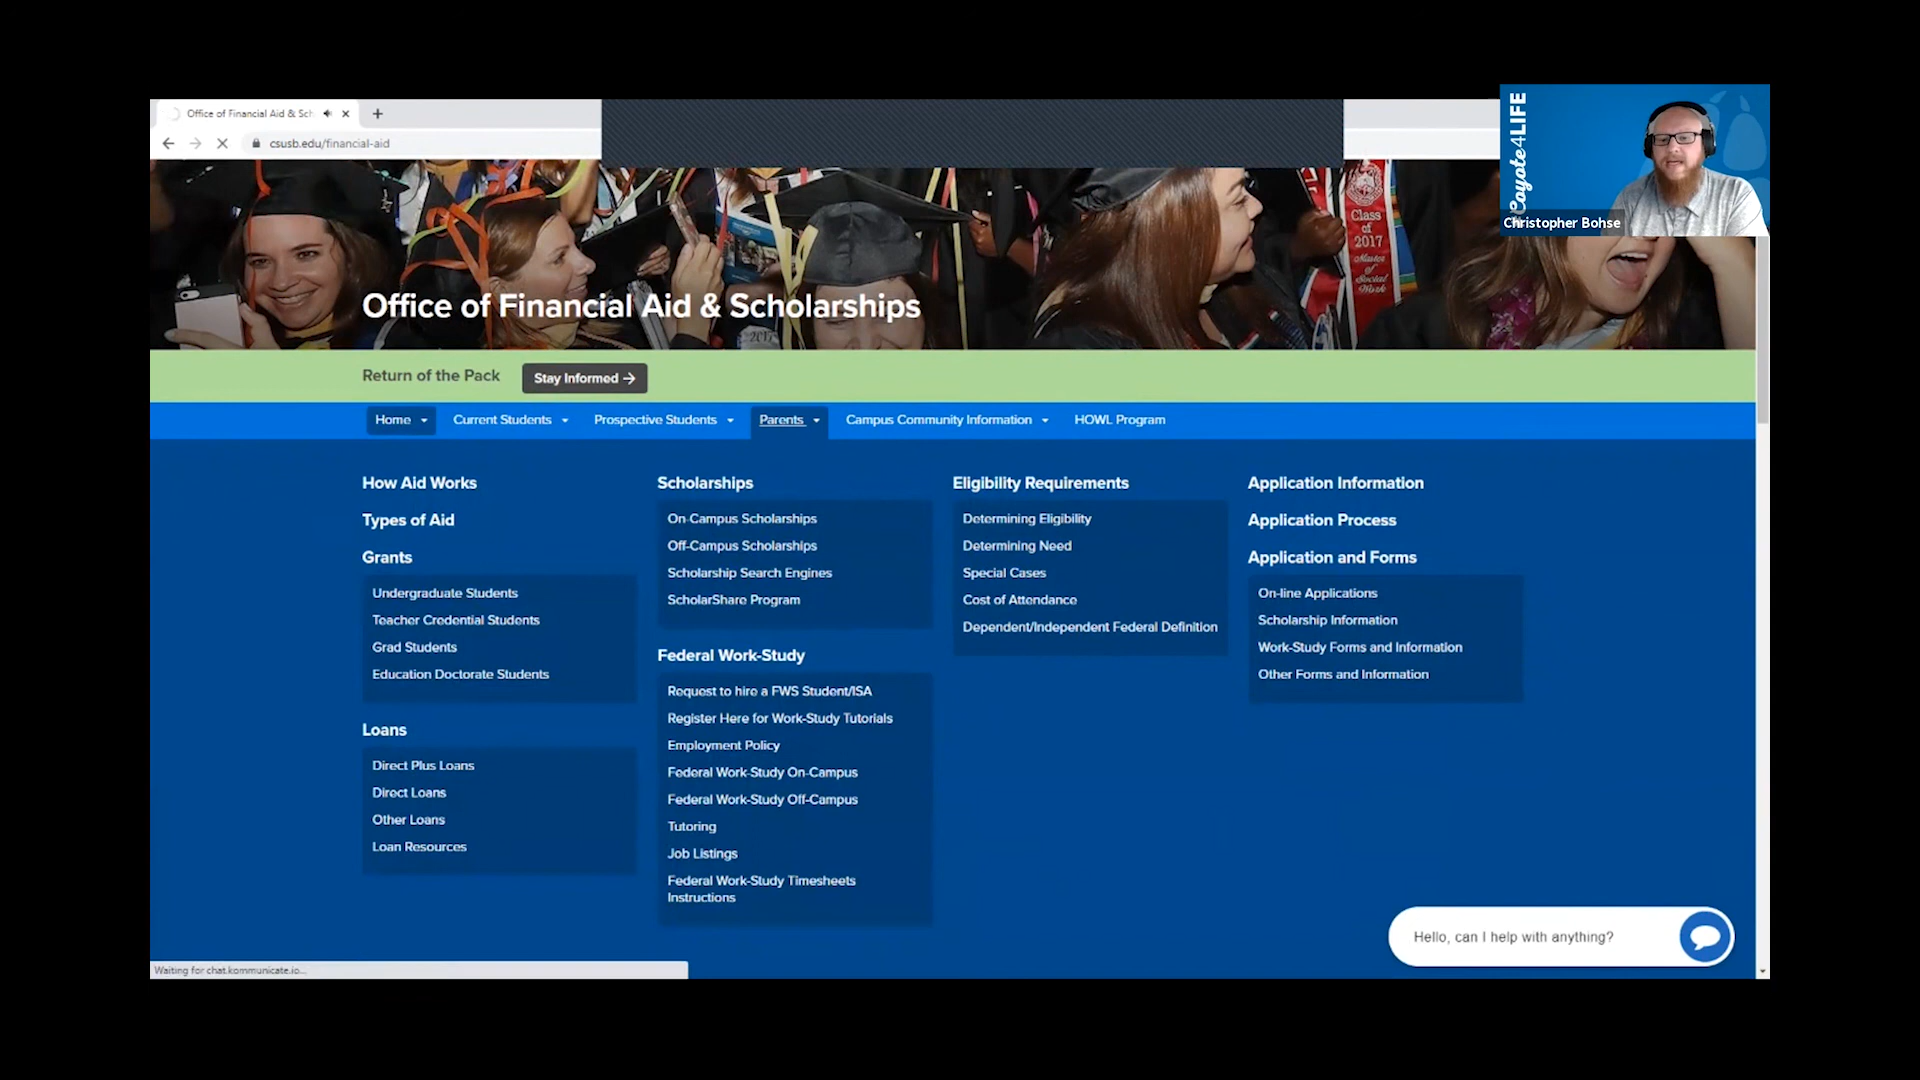 Office of Financial Aid & Sch
csusb.edu/financial-aid
Coyote4LIFE
Christopher Bohse
Class
of
2017
Master
of
Social
Work
2017
Office of Financial Aid & Scholarships
Return of the Pack
Stay Informed →
Home
Current Students
Prospective Students
Parents
Campus Community Information
HOWL Program
How Aid Works
Types of Aid
Grants
Undergraduate Students
Teacher Credential Students
Grad Students
Education Doctorate Students
Loans
Direct Plus Loans
Direct Loans
Other Loans
Loan Resources
Scholarships
On-Campus Scholarships
Off-Campus Scholarships
Scholarship Search Engines
ScholarShare Program
Federal Work-Study
Request to hire a FWS Student/ISA
Register Here for Work-Study Tutorials
Employment Policy
Federal Work-Study On-Campus
Federal Work-Study Off-Campus
Tutoring
Job Listings
Federal Work-Study Timesheets
Instructions
Eligibility Requirements
Determining Eligibility
Determining Need
Special Cases
Cost of Attendance
Dependent/Independent Federal Definition
Application Information
Application Process
Application and Forms
On-line Applications
Scholarship Information
Work-Study Forms and Information
Other Forms and Information
Hello, can I help with anything?
Waiting for chat.kommunicate.io...